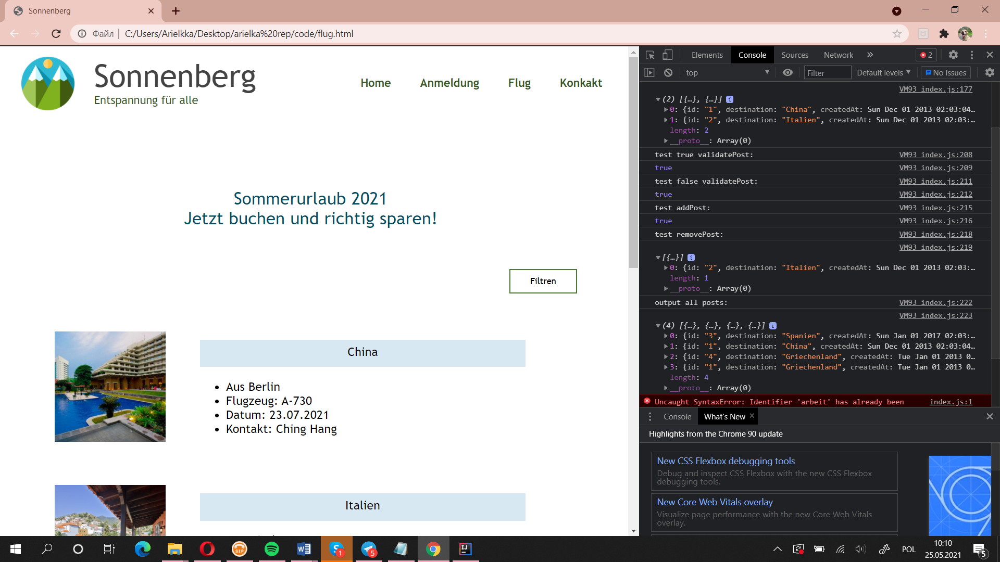 Sonnenberg
Файл
C:/Users/Arielkka/Desktop/arielka%20rep/code/flug.html
Sonnenberg
Entspannung für alle
Home Anmeldung Flug Konkakt
Sommerurlaub 2021
Jetzt buchen und richtig sparen!
Filtren
China
• Aus Berlin
• Flugzeug: A-730
• Datum: 23.07.2021
• Kontakt: Ching Hang
Italien
Elements Console Sources Network » 2
top Filter Default levels No Issues
VM93 index.js:177
(2) [{…}, {…}] i
0: {id: "1", destination: "China", createdAt: Sun Dec 01 2013 02:03:04…
1: {id: "2", destination: "Italien", createdAt: Sun Dec 01 2013 02:03:…
length: 2
__proto__: Array(0)
test true validatePost: VM93 index.js:208
true VM93 index.js:209
test false validatePost: VM93 index.js:211
true VM93 index.js:212
test addPost: VM93 index.js:215
true VM93 index.js:216
test removePost: VM93 index.js:218
VM93 index.js:219
[{…}] i
0: {id: "2", destination: "Italien", createdAt: Sun Dec 01 2013 02:03:…
length: 1
__proto__: Array(0)
output all posts: VM93 index.js:222
VM93 index.js:223
(4) [{…}, {…}, {…}, {…}] i
0: {id: "3", destination: "Spanien", createdAt: Sun Jan 01 2017 02:03:…
1: {id: "1", destination: "China", createdAt: Sun Dec 01 2013 02:03:04…
2: {id: "4", destination: "Griechenland", createdAt: Tue Jan 01 2013 0…
3: {id: "1", destination: "Griechenland", createdAt: Tue Jan 01 2013 0…
length: 4
__proto__: Array(0)
Uncaught SyntaxError: Identifier 'arbeit' has already been index.js:1
Console What's New
Highlights from the Chrome 90 update
New CSS Flexbox debugging tools
Debug and inspect CSS Flexbox with the new CSS Flexbox
debugging tools.
New Core Web Vitals overlay
Visualize page performance with the new Core Web Vitals
overlay.
SIP
W
S
1
5
IJ
POL
10:10
25.05.2021
5